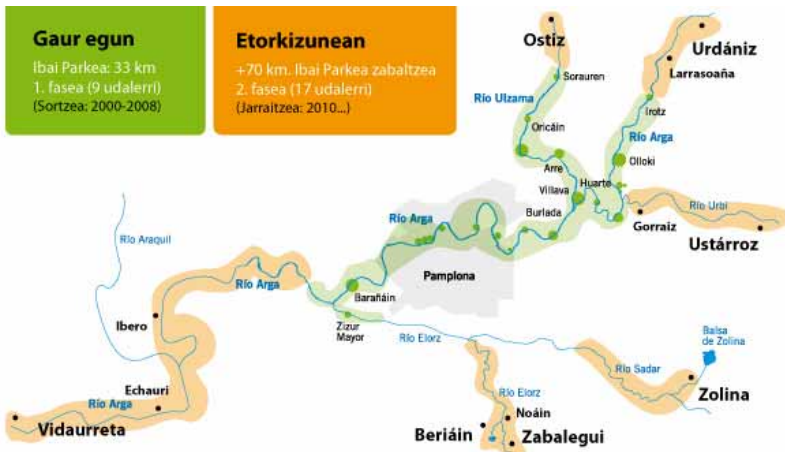 Gaur egun
Ibai Parkea: 33 km
1. fasea (9 udalerri)
(Sortzea: 2000-2008)
Etorkizunean
+70 km. Ibai Parkea zabaltzea
2. fasea (17 udalerri)
(Jarraitzea: 2010...)
Ostiz
Urdániz
Larrasoaña
Sorauren
Río Ulzama
Irotz
Oricáin
Río Arga
Arre
Olloki
Villava
Huarte
Río Urbi
Burlada
Gorraiz
Ustárroz
Río Arga
Río Araquil
Pamplona
Río Arga
Barañáin
Ibero
Zizur
Mayor
Río Elorz
Balsa
de Zolina
Río Sadar
Echauri
Río Elorz
Zolina
Río Arga
Noáin
Vidaurreta
Beriáin
Zabalegui